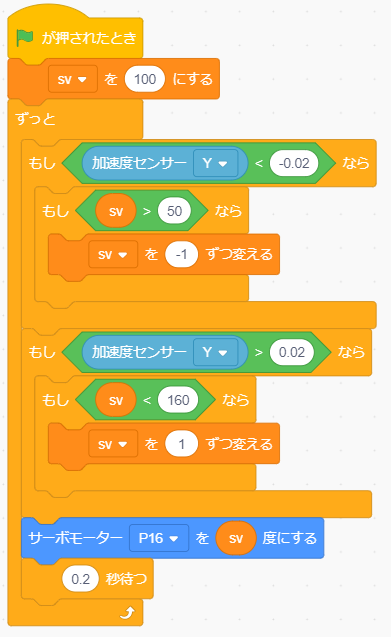 が押されたとき
sv を 100 にする
ずっと
もし 加速度センサー Y < -0.02 なら
もし sv > 50 なら
sv を -1 ずつ変える
もし 加速度センサー Y > 0.02 なら
もし sv < 160 なら
sv を 1 ずつ変える
サーボモーター P16 を sv 度にする
0.2 秒待つ